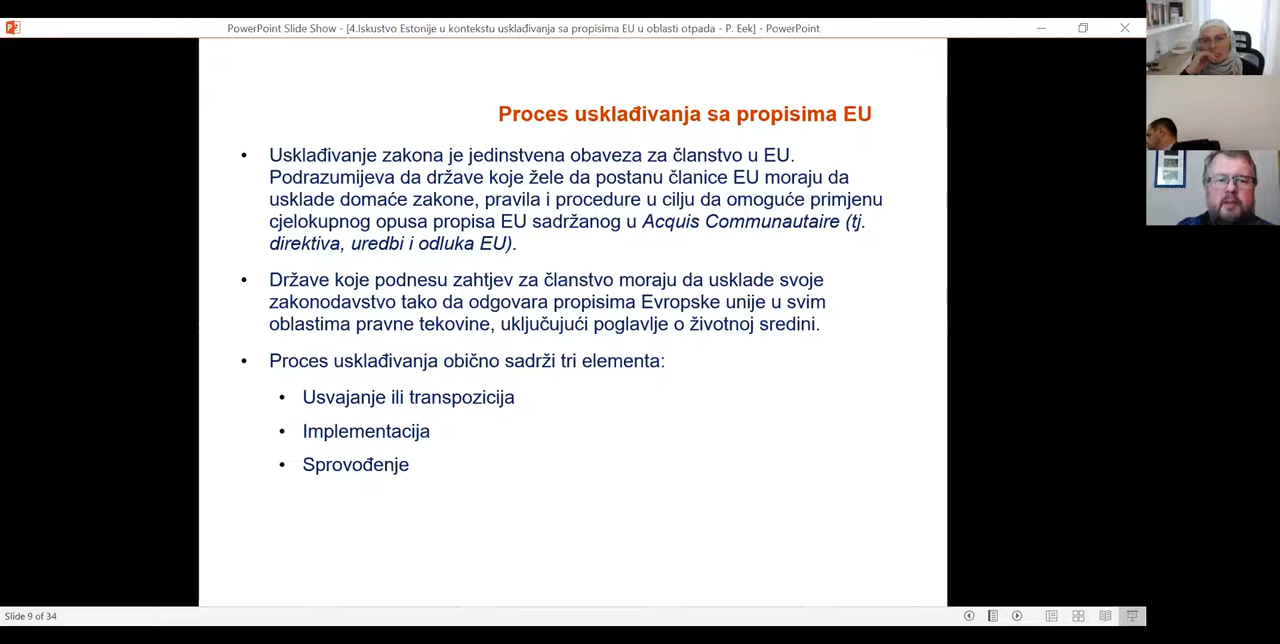 PowerPoint Slide Show - [4.Iskustvo Estonije u kontekstu usklađivanja sa propisima EU u oblasti otpada - P. Eek] - PowerPoint
Proces usklađivanja sa propisima EU
• Usklađivanje zakona je jedinstvena obaveza za članstvo u EU.
Podrazumijeva da države koje žele da postanu članice EU moraju da
usklade domaće zakone, pravila i procedure u cilju da omoguće primjenu
cjelokupnog opusa propisa EU sadržanog u Acquis Communautaire (tj.
direktiva, uredbi i odluka EU).
• Države koje podnesu zahtjev za članstvo moraju da usklade svoje
zakonodavstvo tako da odgovara propisima Evropske unije u svim
oblastima pravne tekovine, uključujući poglavlje o životnoj sredini.
• Proces usklađivanja obično sadrži tri elementa:
• Usvajanje ili transpozicija
• Implementacija
• Sprovođenje
Slide 9 of 34